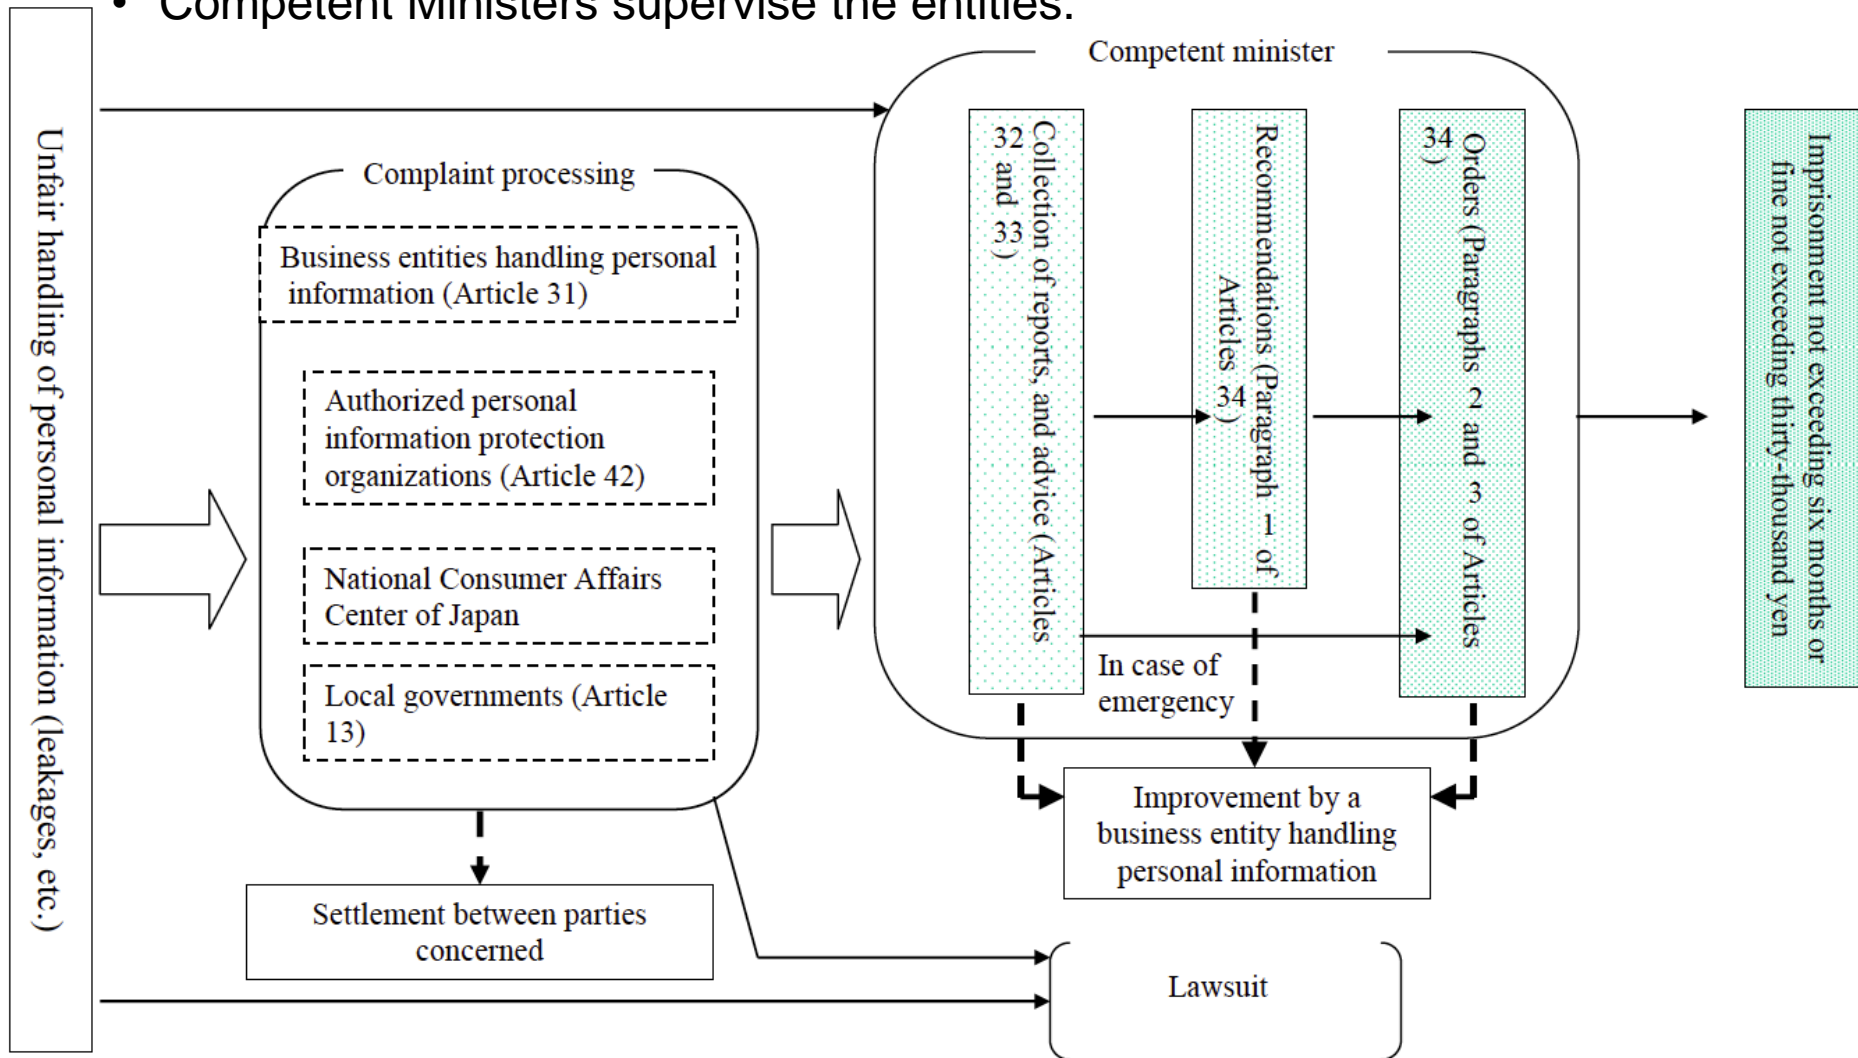 • Competent Ministers supervise the entities.
Unfair handling of personal information (leakages, etc.)
Complaint processing
Business entities handling personal
information (Article 31)
Authorized personal
information protection
organizations (Article 42)
National Consumer Affairs
Center of Japan
Local governments (Article
13)
Settlement between parties
concerned
Competent minister
Collection of reports, and advice (Articles
32 and 33)
Recommendations (Paragraph 1 of
Articles 34)
Orders (Paragraphs 2 and 3 of Articles
34)
In case of
emergency
Improvement by a
business entity handling
personal information
Lawsuit
Imprisonment not exceeding six months or
fine not exceeding thirty-thousand yen